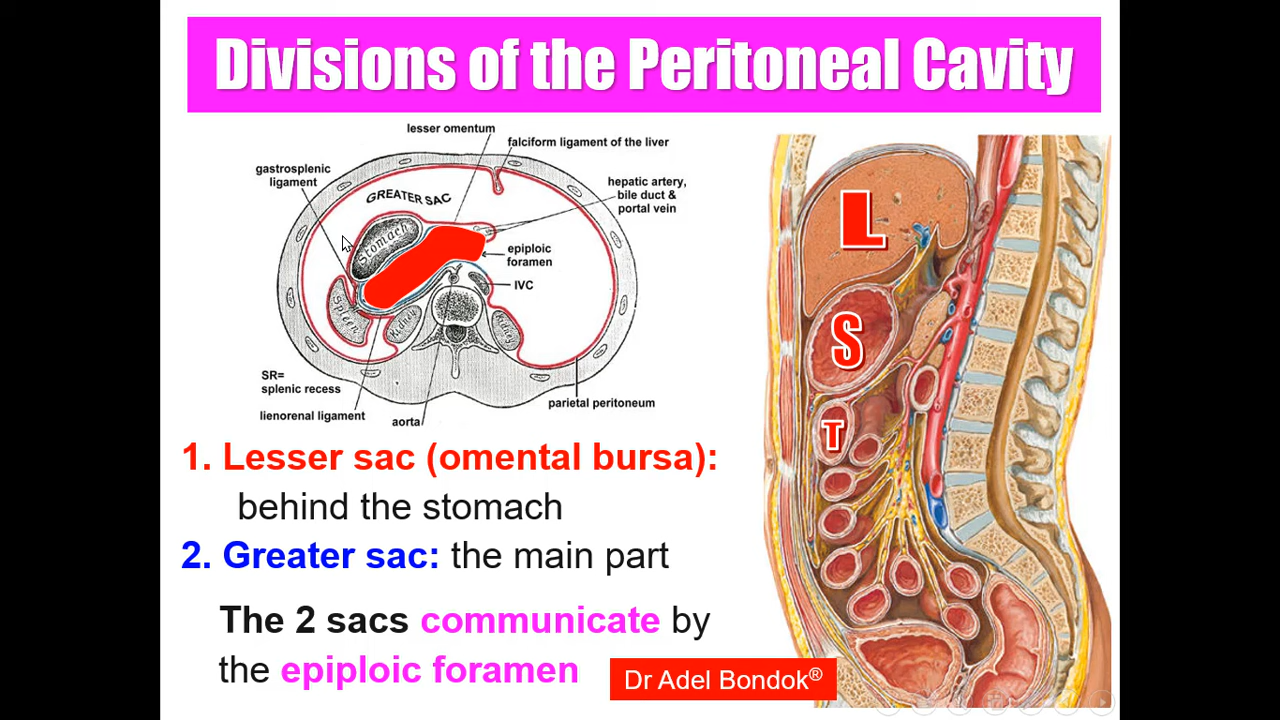 Divisions of the Peritoneal Cavity
lesser omentum
falciform ligament of the liver
gastrosplenic
ligament
hepatic artery,
bile duct &
portal vein
GREATER SAC
Stomach
epiploic
foramen
IVC
Spleen
Kidney
Kidney
SR=
splenic recess
lienorenal ligament
aorta
parietal peritoneum
L
S
T
1. Lesser sac (omental bursa):
behind the stomach
2. Greater sac: the main part
The 2 sacs communicate by
the epiploic foramen
Dr Adel Bondok®